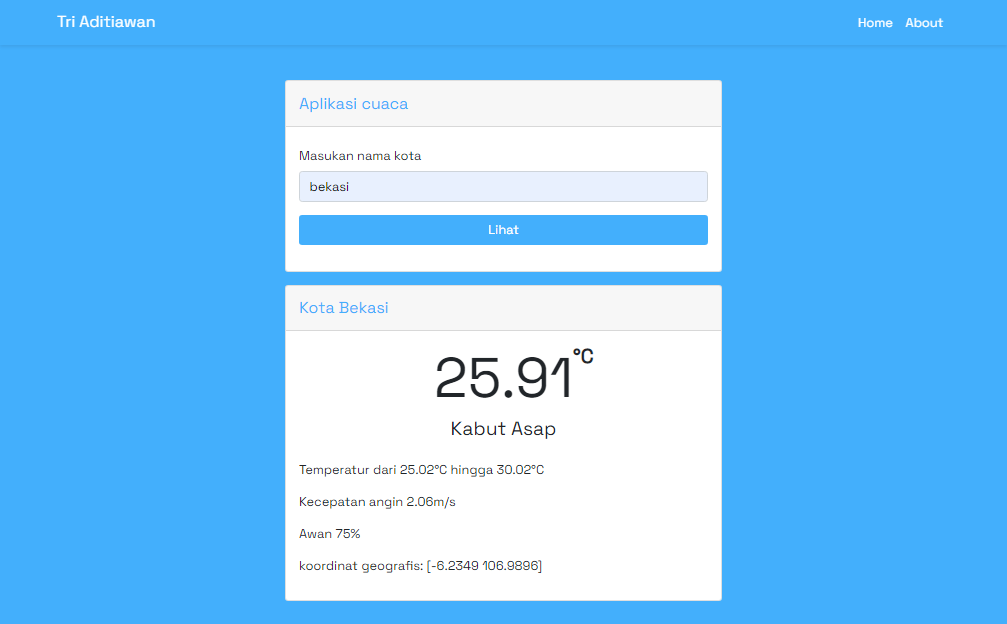 Tri Aditiawan
Home About
Aplikasi cuaca
Masukan nama kota
bekasi
Lihat
Kota Bekasi
25.91°C
Kabut Asap
Temperatur dari 25.02°C hingga 30.02°C
Kecepatan angin 2.06m/s
Awan 75%
koordinat geografis: [-6.2349 106.9896]